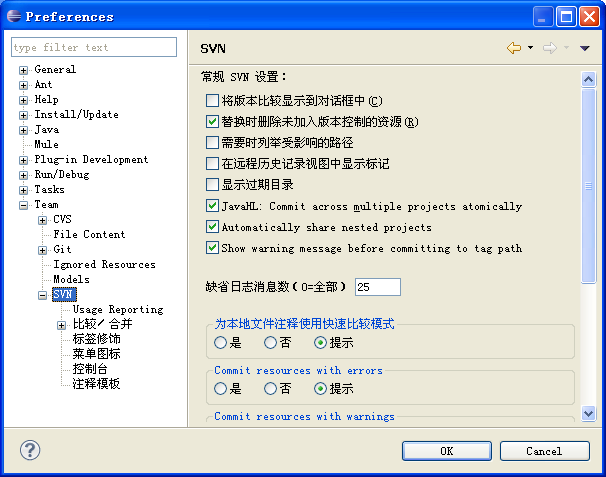 Preferences
type filter text
General
Ant
Help
Install/Update
Java
Mule
Plug-in Development
Run/Debug
Tasks
Team
CVS
File Content
Git
Ignored Resources
Models
SVN
Usage Reporting
比较/合并
标签修饰
菜单图标
控制台
注释模板
SVN
常规 SVN 设置：
将版本比较显示到对话框中(C)
替换时删除未加入版本控制的资源(R)
需要时列举受影响的路径
在远程历史记录视图中显示标记
显示过期目录
JavaHL: Commit across multiple projects atomically
Automatically share nested projects
Show warning message before committing to tag path
缺省日志消息数（0=全部） 25
为本地文件注释使用快速比较模式
是 否 提示
Commit resources with errors
是 否 提示
Commit resources with warnings
?
OK Cancel